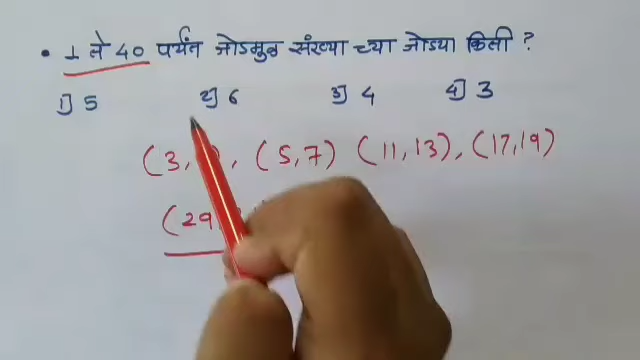 • 1 ते 40 पर्यंत जोडमुळ संख्या च्या जोड्या किती ?
1] 5 2] 6 3] 4 4] 3
(3, ), (5,7) (11,13), (17,19)
(29,